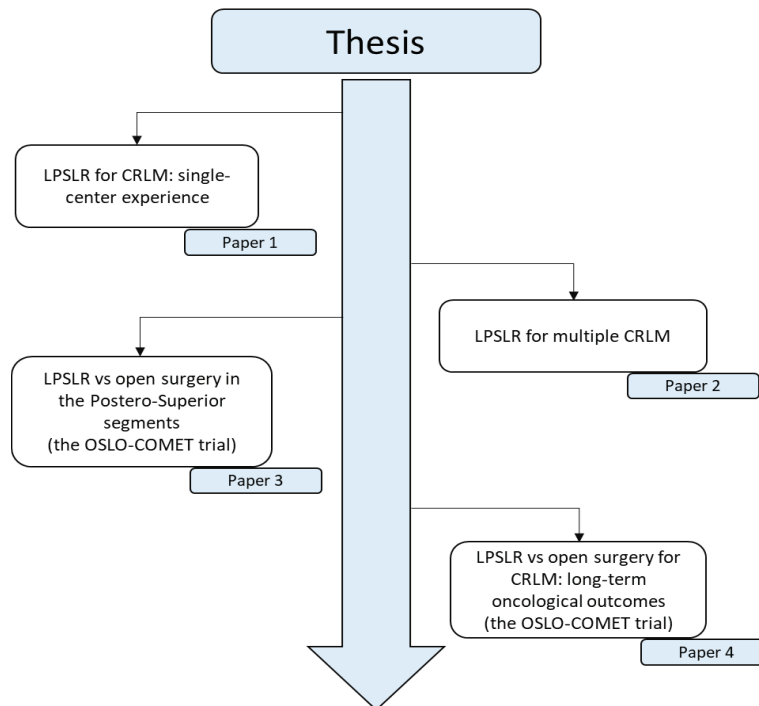 Thesis
LPSLR for CRLM: single-
center experience
Paper 1
LPSLR for multiple CRLM
Paper 2
LPSLR vs open surgery in
the Postero-Superior
segments
(the OSLO-COMET trial)
Paper 3
LPSLR vs open surgery for
CRLM: long-term
oncological outcomes
(the OSLO-COMET trial)
Paper 4